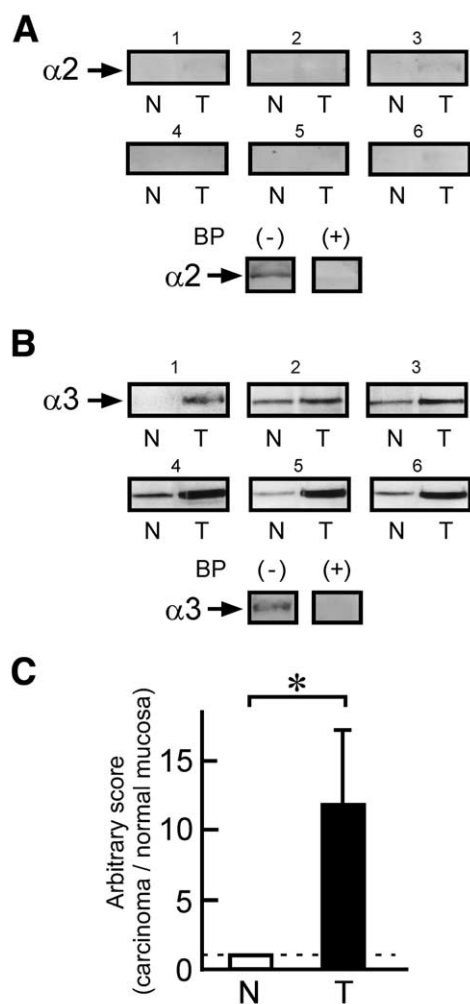 A
1 2 3
α2
N T N T N T
4 5 6
N T N T N T
BP (-) (+)
α2
B
1 2 3
α3
N T N T N T
4 5 6
N T N T N T
BP (-) (+)
α3
C
*
Arbitrary score
(carcinoma / normal mucosa)
15
10
5
0
N T